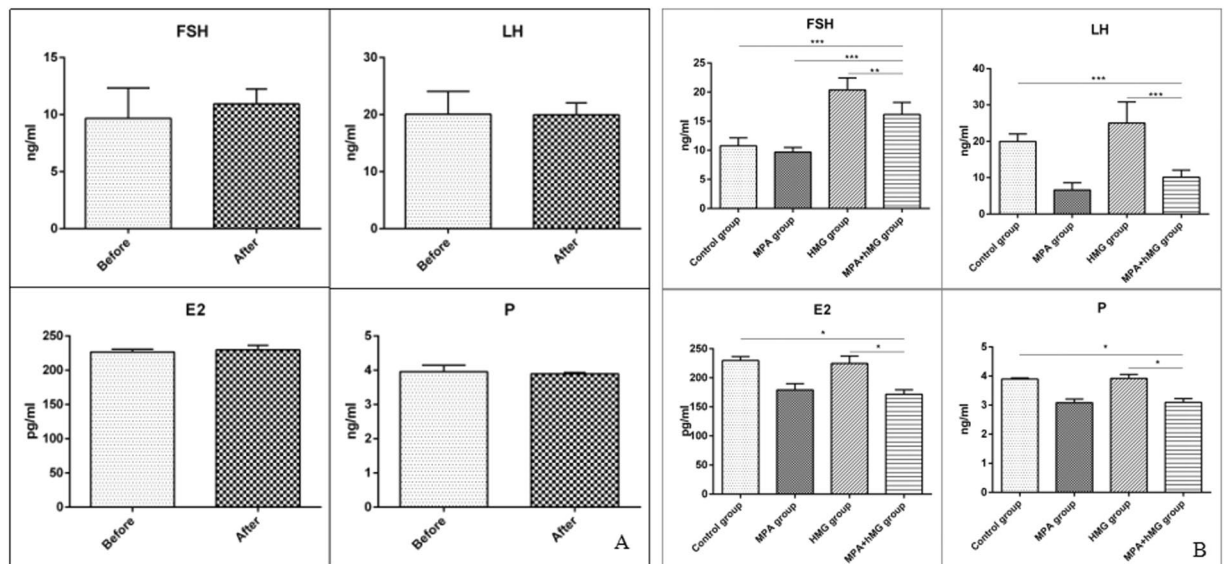 FSH
15
10
5
0
ng/ml
Before
After
LH
30
20
10
0
ng/ml
Before
After
E2
250
200
150
100
50
0
pg/ml
Before
After
P
5
4
2
0
ng/ml
Before
After
A
FSH
***
***
**
25
20
15
10
5
0
ng/ml
Control group
MPA group
HMG group
MPA+hMG group
LH
***
***
40
30
20
10
0
ng/ml
Control group
MPA group
HMG group
MPA+hMG group
E2
*
*
250
200
150
150
50
0
pg/ml
Control group
MPA group
HMG group
MPA+hMG group
P
*
*
5
4
3
2
1
0
ng/ml
Control group
MPA group
HMG group
MPA+hMG group
B